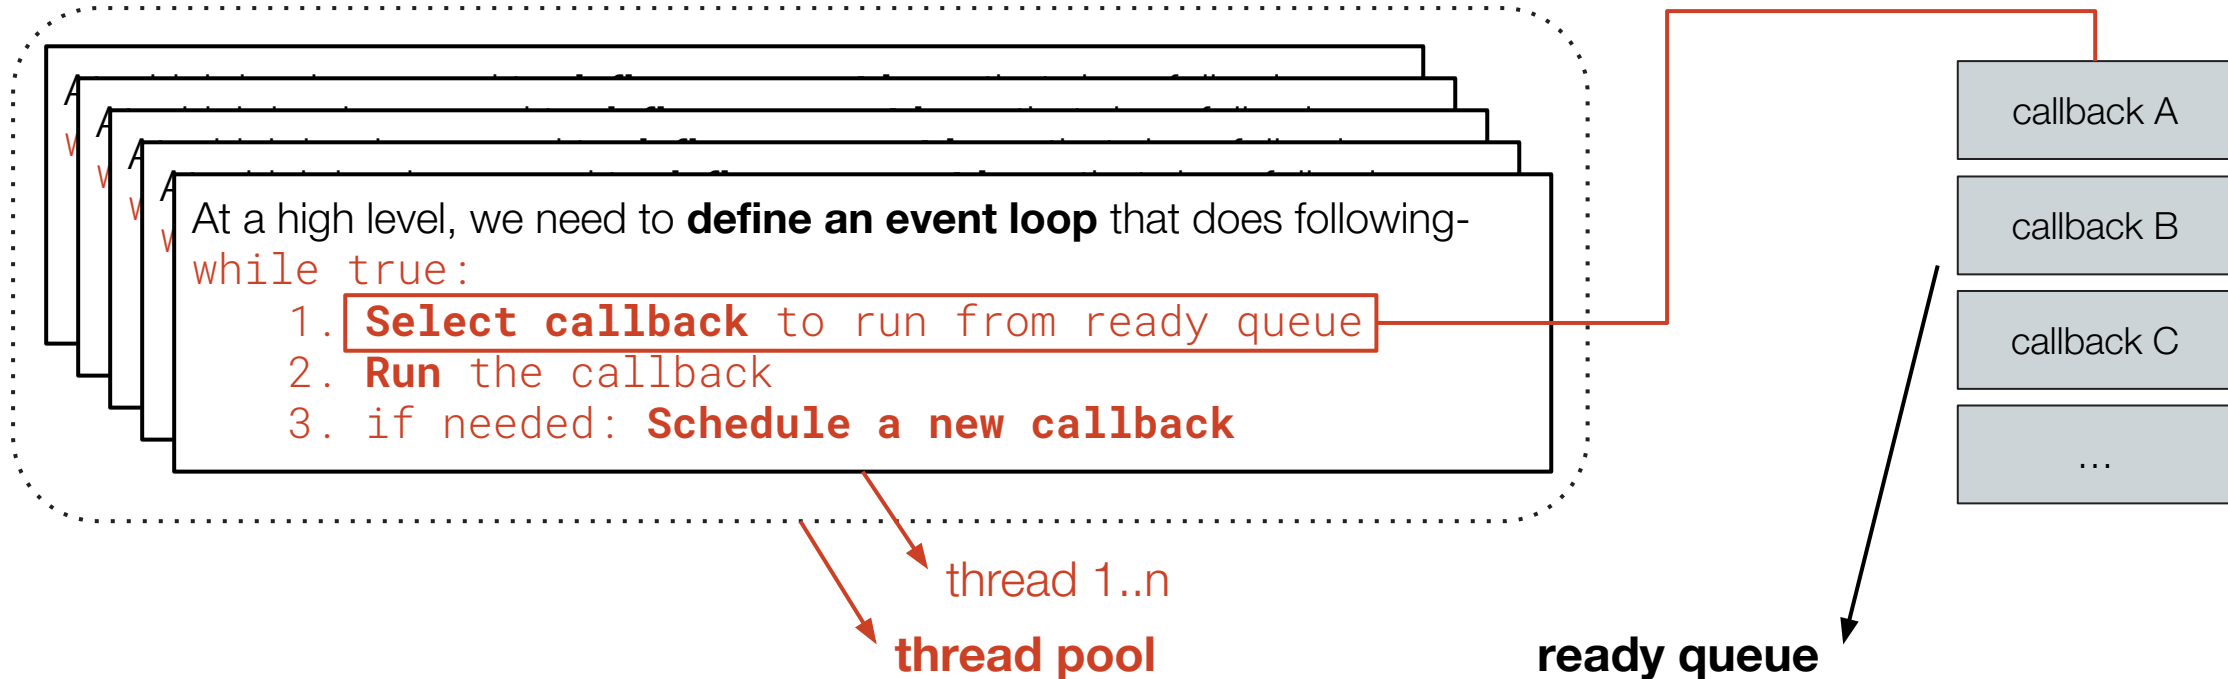 At a high level, we need to define an event loop that does following-
while true:
1. Select callback to run from ready queue
2. Run the callback
3. if needed: Schedule a new callback
callback A
callback B
callback C
...
thread 1..n
thread pool
ready queue